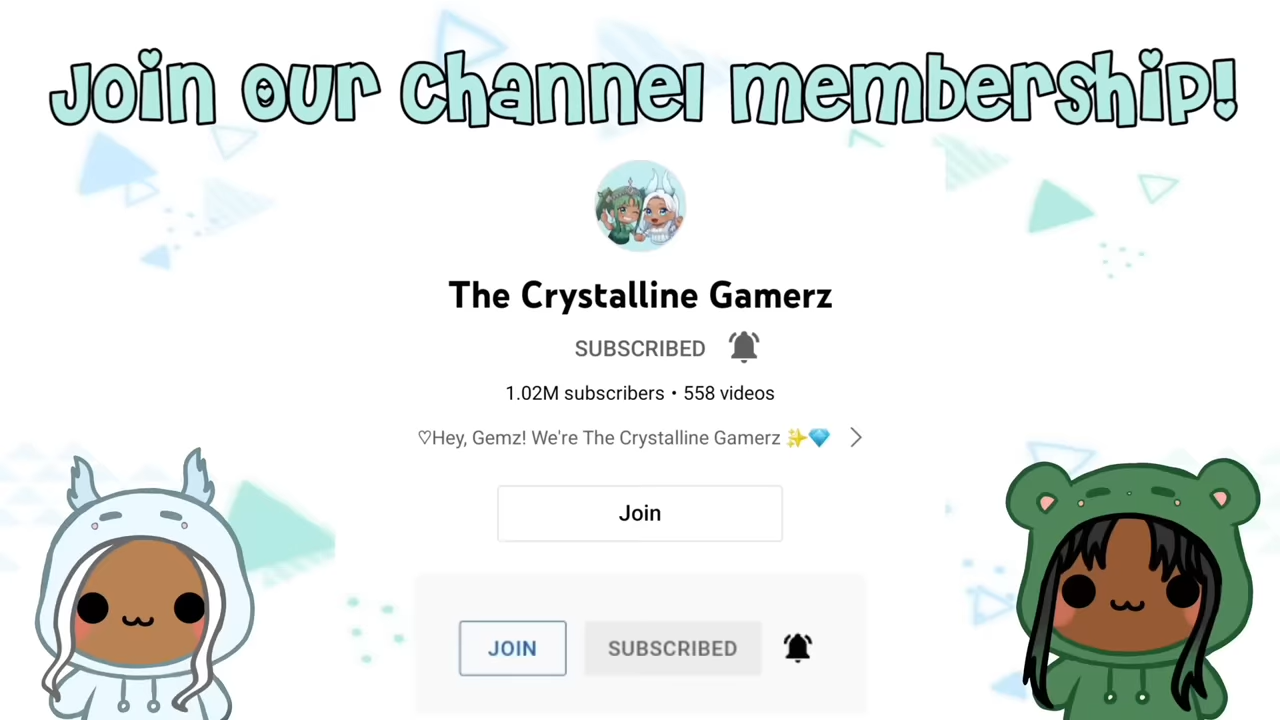 Join our channel membership!
The Crystalline Gamerz
SUBSCRIBED
1.02M subscribers • 558 videos
♡Hey, Gemz! We're The Crystalline Gamerz ✨💎
Join
JOIN SUBSCRIBED